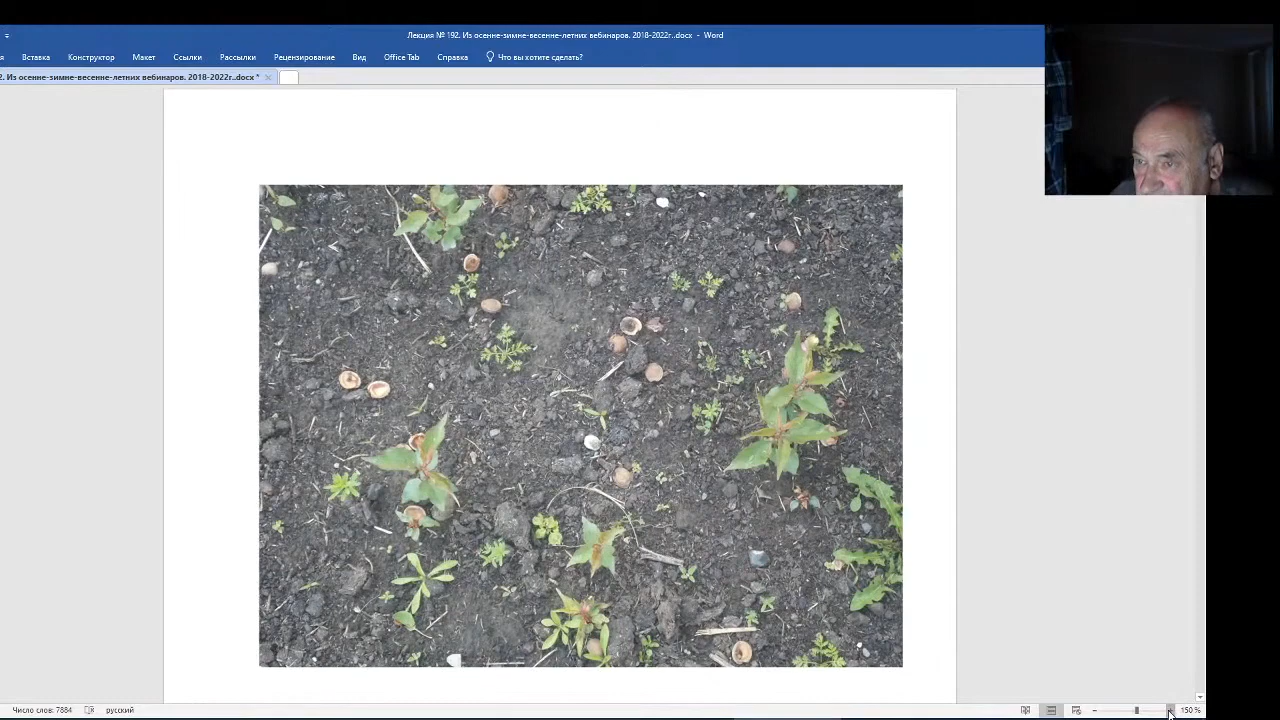 Лекция № 192. Из осенне-зимне-весенне-летних вебинаров. 2018-2022г..docx - Word
Вставка Конструктор Макет Ссылки Рассылки Рецензирование Вид Office Tab Справка Что вы хотите сделать?
2. Из осенне-зимне-весенне-летних вебинаров. 2018-2022г..docx *
Число слов: 7884 русский 150 %